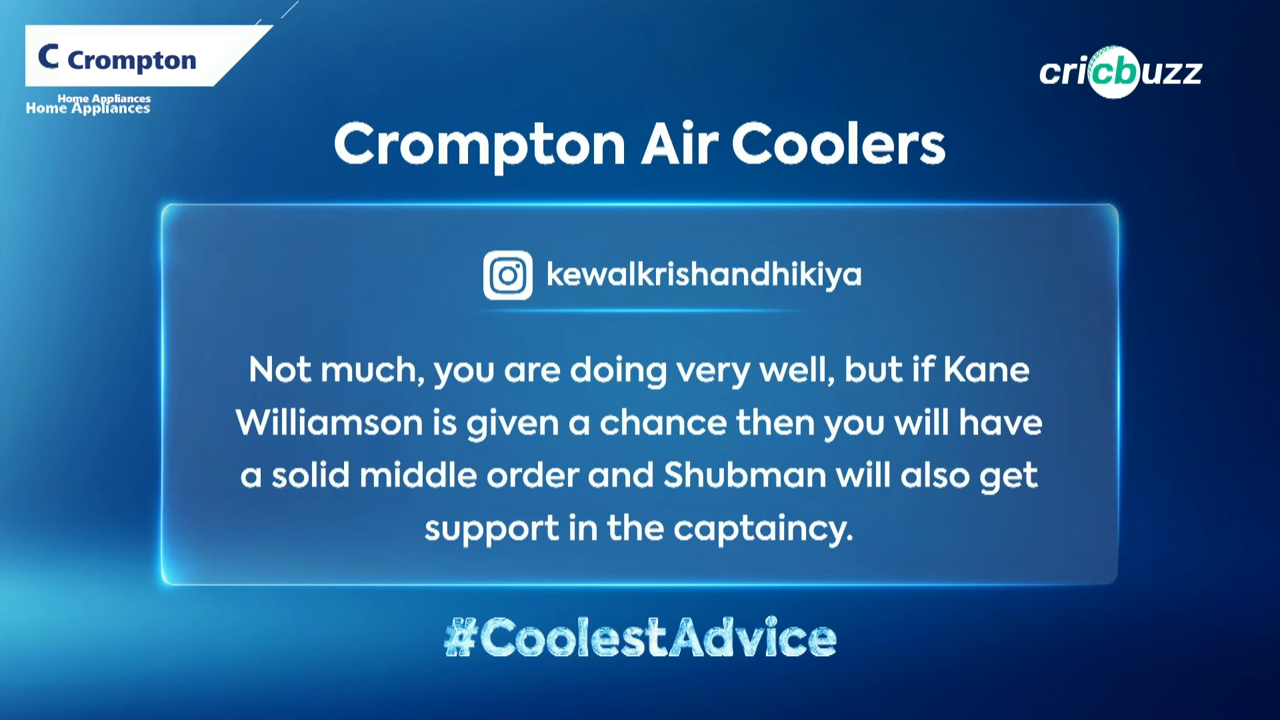 C Crompton
cricbuzz
Home Appliances
Home Appliances
Crompton Air Coolers
kewalkrishandhikiya
Not much, you are doing very well, but if Kane
Williamson is given a chance then you will have
a solid middle order and Shubman will also get
support in the captaincy.
#CoolestAdvice